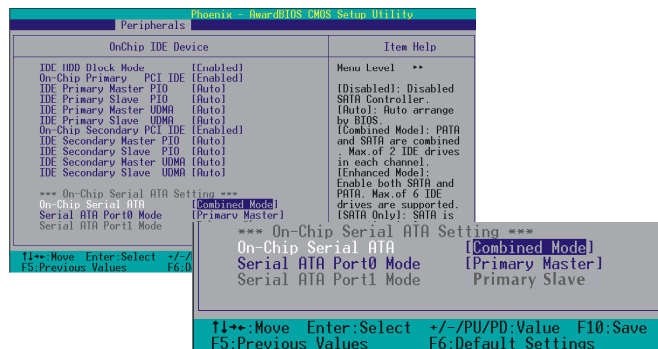 Phoenix - AwardBIOS CMOS Setup Utility
Peripherals
OnChip IDE Device
IDE HDD Block Mode [Enabled]
On-Chip Primary PCI IDE [Enabled]
IDE Primary Master PIO [Auto]
IDE Primary Slave PIO [Auto]
IDE Primary Master UDMA [Auto]
IDE Primary Slave UDMA [Auto]
On-Chip Secondary PCI IDE [Enabled]
IDE Secondary Master PIO [Auto]
IDE Secondary Slave PIO [Auto]
IDE Secondary Master UDMA [Auto]
IDE Secondary Slave UDMA [Auto]
*** On-Chip Serial ATA Setting ***
On-Chip Serial ATA [Combined Mode]
Serial ATA Port0 Mode [Primary Master]
Serial ATA Port1 Mode
Item Help
Menu Level ▸▸
[Disabled]: Disabled
SATA Controller.
[Auto]: Auto arrange
by BIOS.
[Combined Mode]: PATA
and SATA are combined
. Max.of 2 IDE drives
in each channel.
[Enhanced Mode]:
Enable both SATA and
PATA. Max.of 6 IDE
drives are supported.
[SATA Only]: SATA is
↑↓→←:Move Enter:Select +/-/
F5:Previous Values F6:D
*** On-Chip Serial ATA Setting ***
On-Chip Serial ATA [Combined Mode]
Serial ATA Port0 Mode [Primary Master]
Serial ATA Port1 Mode Primary Slave
↑↓→←:Move Enter:Select +/-/PU/PD:Value F10:Save
F5:Previous Values F6:Default Settings